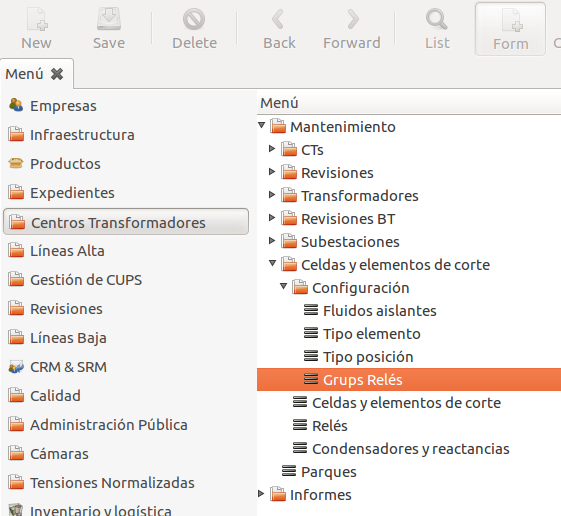 New Save Delete Back Forward List Form
Menú
Empresas
Infraestructura
Productos
Expedientes
Centros Transformadores
Líneas Alta
Gestión de CUPS
Revisiones
Líneas Baja
CRM & SRM
Calidad
Administración Pública
Cámaras
Tensiones Normalizadas
Inventario y logística
Menú
Mantenimiento
CTs
Revisiones
Transformadores
Revisiones BT
Subestaciones
Celdas y elementos de corte
Configuración
Fluidos aislantes
Tipo elemento
Tipo posición
Grups Relés
Celdas y elementos de corte
Relés
Condensadores y reactancias
Parques
Informes